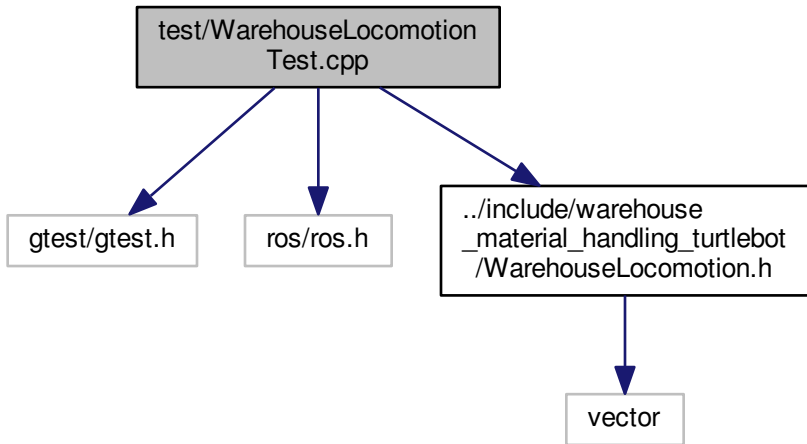 test/WarehouseLocomotion
Test.cpp
gtest/gtest.h
ros/ros.h
../include/warehouse
_material_handling_turtlebot
/WarehouseLocomotion.h
vector